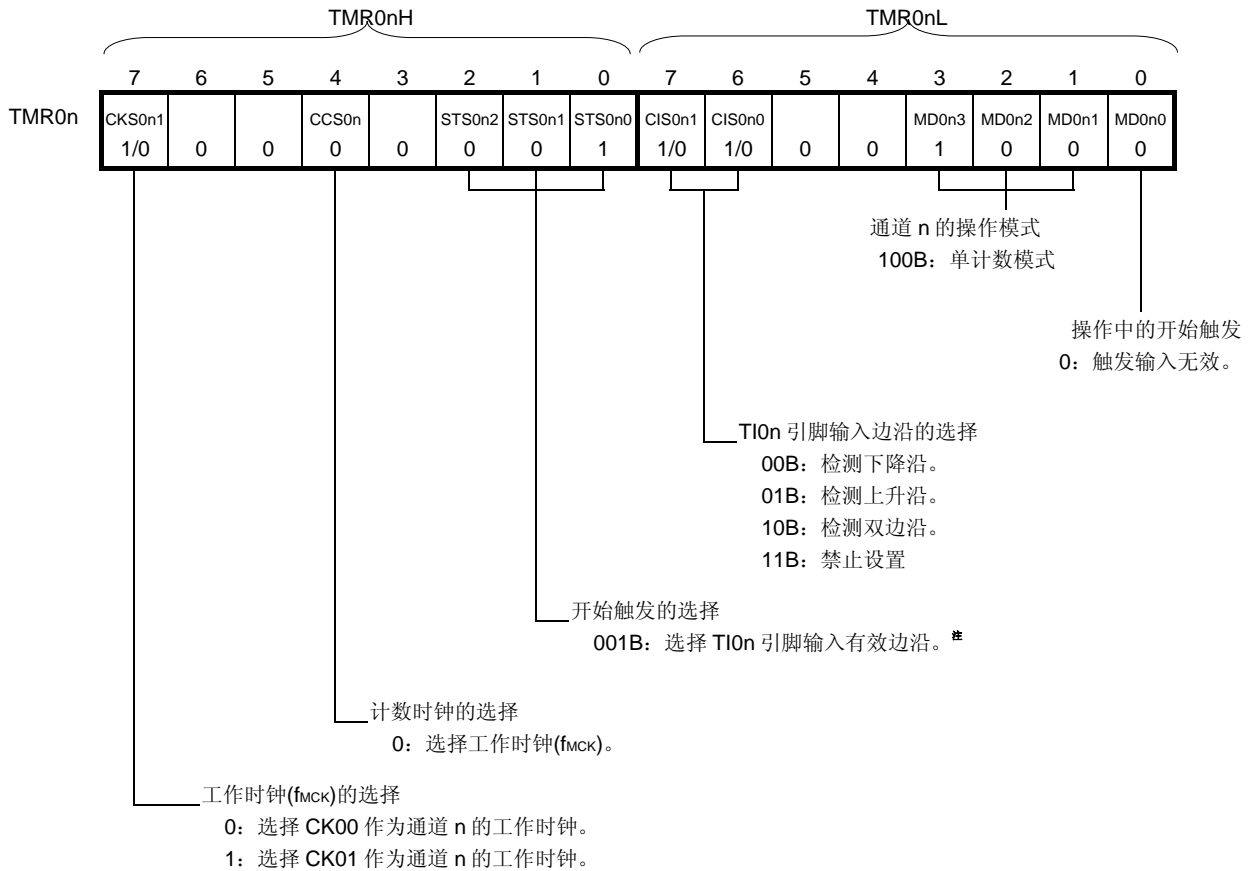 TMR0nH TMR0nL
7 6 5 4 3 2 1 0 7 6 5 4 3 2 1 0
TMR0n CKS0n1 CCS0n STS0n2 STS0n1 STS0n0 CIS0n1 CIS0n0 MD0n3 MD0n2 MD0n1 MD0n0
1/0 0 0 0 0 0 0 1 1/0 1/0 0 0 1 0 0 0
通道 n 的操作模式
100B：单计数模式
操作中的开始触发
0：触发输入无效。
TI0n 引脚输入边沿的选择
00B：检测下降沿。
01B：检测上升沿。
10B：检测双边沿。
11B：禁止设置
开始触发的选择
001B：选择 TI0n 引脚输入有效边沿。注
计数时钟的选择
0：选择工作时钟(fMCK)。
工作时钟(fMCK)的选择
0：选择 CK00 作为通道 n 的工作时钟。
1：选择 CK01 作为通道 n 的工作时钟。